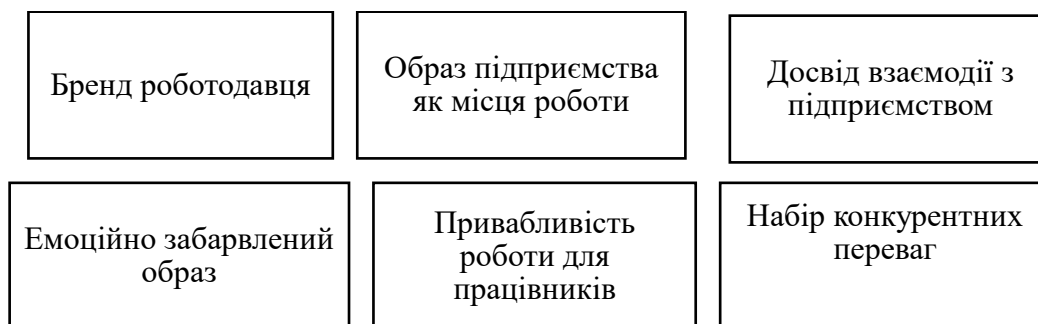 Бренд роботодавця
Образ підприємства
як місця роботи
Досвід взаємодії з
підприємством
Емоційно забарвлений
образ
Привабливість
роботи для
працівників
Набір конкурентних
переваг